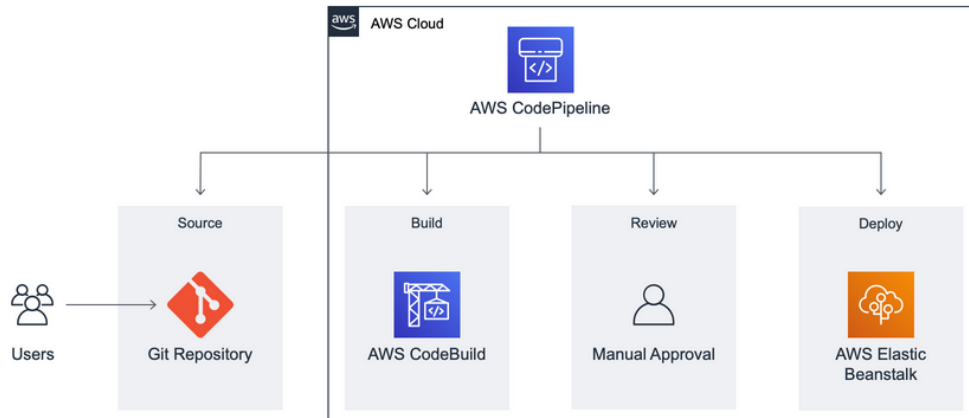 aws
AWS Cloud
</>
AWS CodePipeline
Source
Build
Review
Deploy
</>
Users
Git Repository
AWS CodeBuild
Manual Approval
AWS Elastic
Beanstalk